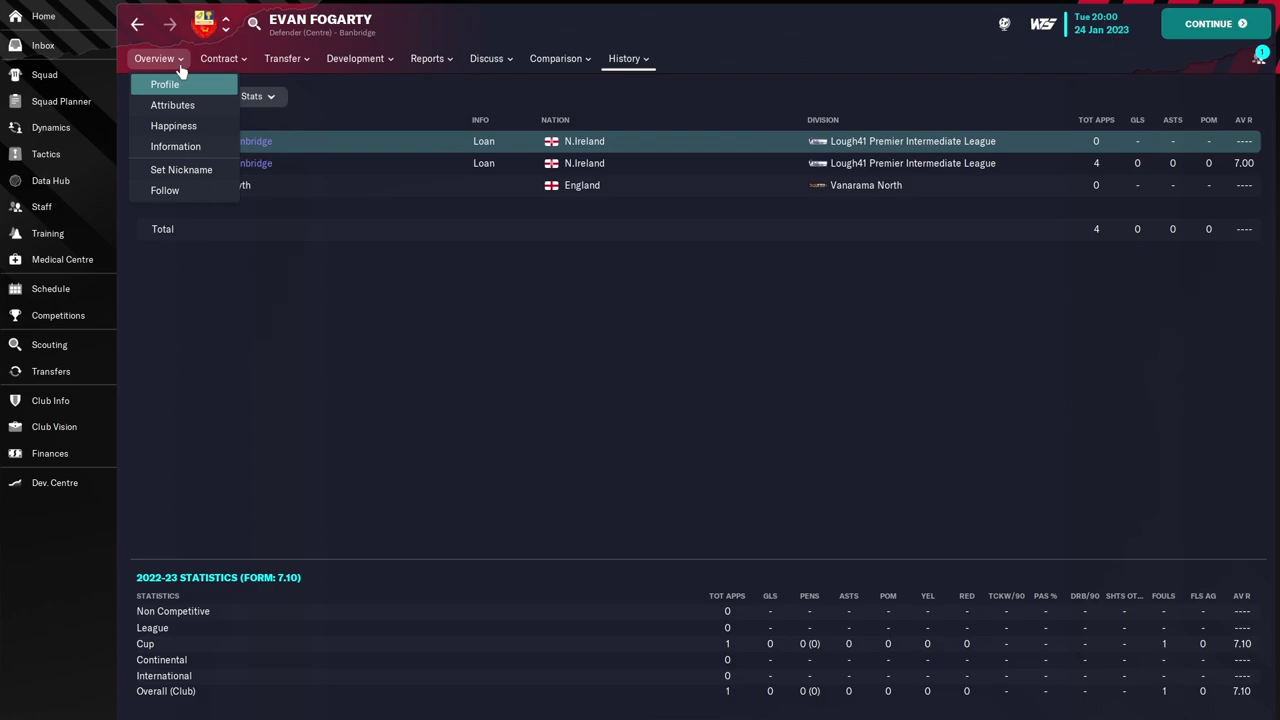 Home
EVAN FOGARTY
Defender (Centre) - Banbridge
Tue 20:00
24 Jan 2023
CONTINUE
Inbox
Overview Contract Transfer Development Reports Discuss Comparison History
1
Squad
Squad Planner
Dynamics
Tactics
Data Hub
Staff
Training
Medical Centre
Schedule
Competitions
Scouting
Transfers
Club Info
Club Vision
Finances
Dev. Centre
Profile
Attributes
Happiness
Information
Set Nickname
Follow
Stats
INFO NATION DIVISION TOT APPS GLS ASTS POM AV R
nbridge Loan N.Ireland Lough41 Premier Intermediate League 0 - - - ----
nbridge Loan N.Ireland Lough41 Premier Intermediate League 4 0 0 0 7.00
yth England Vanarama North 0 - - - ----
Total 4 0 0 0 ----
2022-23 STATISTICS (FORM: 7.10)
STATISTICS TOT APPS GLS PENS ASTS POM YEL RED TCKW/90 PAS % DRB/90 SHTS OT... FOULS FLS AG AV R
Non Competitive 0 - - - - - - - - - - - - ----
League 0 - - - - - - - - - - - - ----
Cup 1 0 0 (0) 0 0 0 0 - - - - 1 0 7.10
Continental 0 - - - - - - - - - - - - ----
International 0 - - - - - - - - - - - - ----
Overall (Club) 1 0 0 (0) 0 0 0 0 - - - - 1 0 7.10